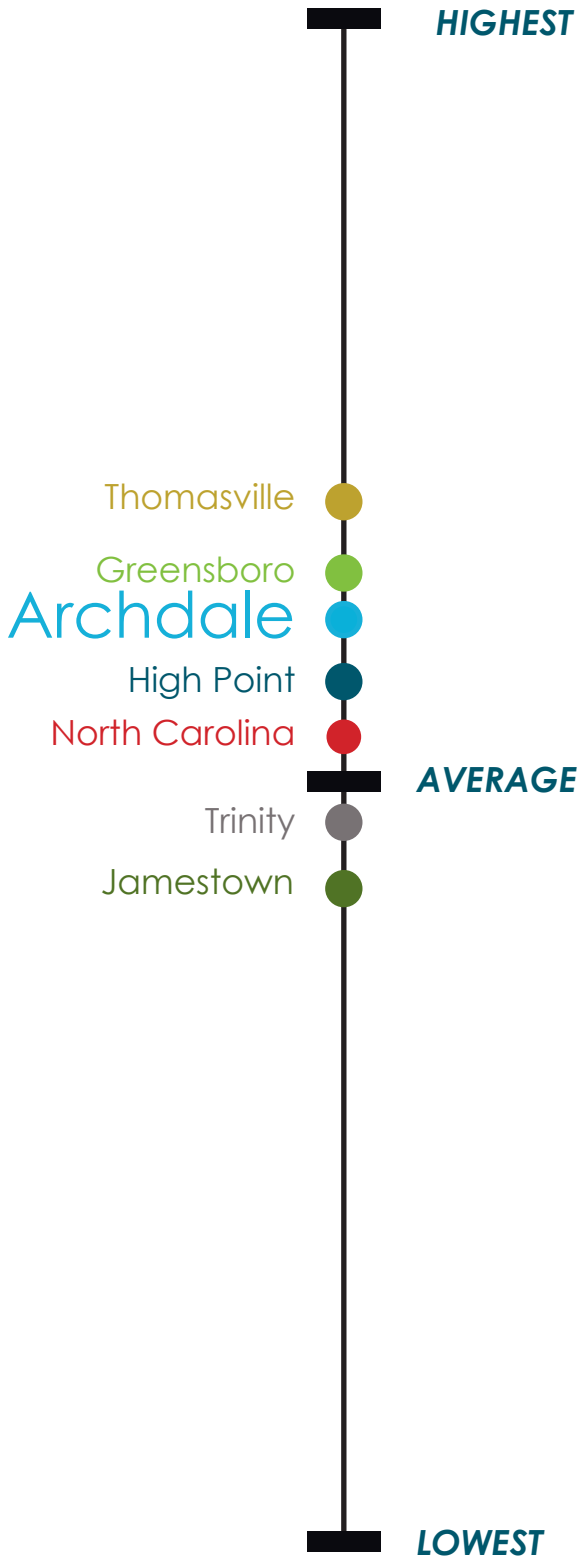 HIGHEST
Thomasville
Greensboro
Archdale
High Point
North Carolina
AVERAGE
Trinity
Jamestown
LOWEST